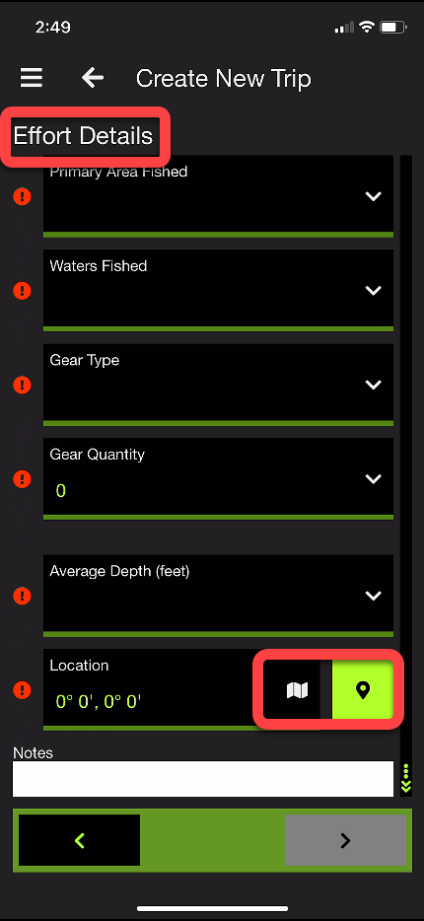 2:49
Create New Trip
Effort Details
Primary Area Fished
Waters Fished
Gear Type
Gear Quantity
0
Average Depth (feet)
Location
0° 0', 0° 0'
Notes